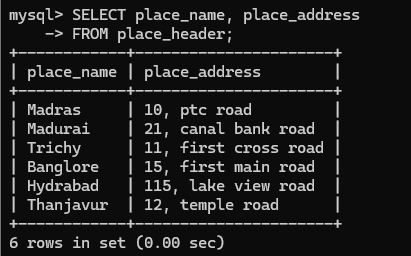 mysql> SELECT place_name, place_address
    -> FROM place_header;
+------------+-----------------------+
| place_name | place_address         |
+------------+-----------------------+
| Madras     | 10, ptc road          |
| Madurai    | 21, canal bank road   |
| Trichy     | 11, first cross road  |
| Banglore   | 15, first main road   |
| Hydrabad   | 115, lake view road   |
| Thanjavur  | 12, temple road       |
+------------+-----------------------+
6 rows in set (0.00 sec)